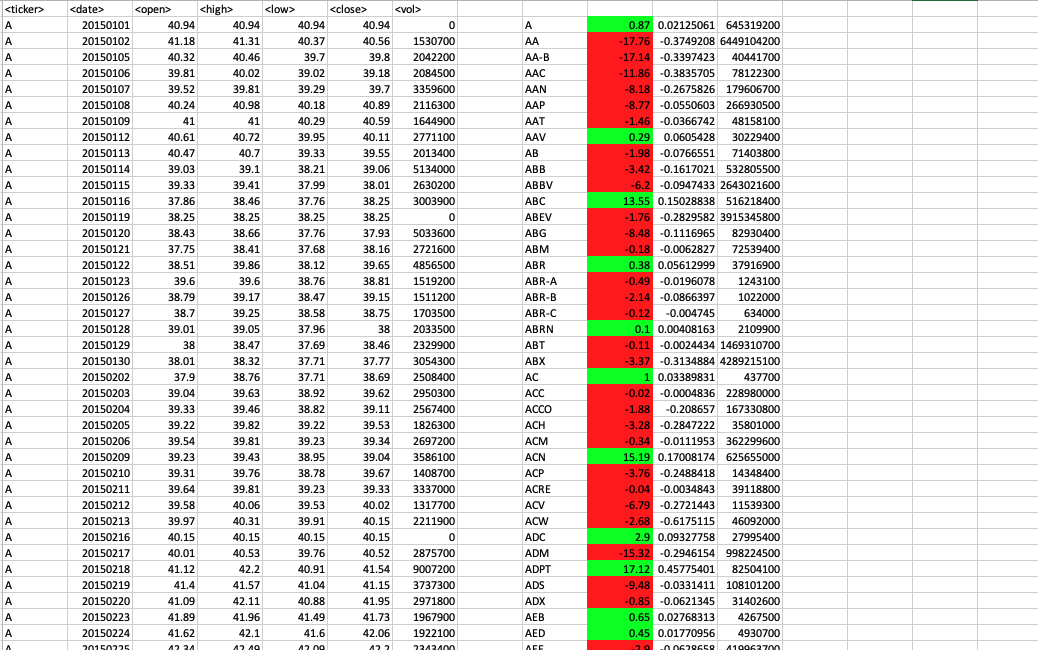 <ticker> <date> <open> <high> <low> <close> <vol>
A 20150101 40.94 40.94 40.94 40.94 0 A 0.87 0.02125061 645319200
A 20150102 41.18 41.31 40.37 40.56 1530700 AA -17.76 -0.3749208 6449104200
A 20150105 40.32 40.46 39.7 39.8 2042200 AA-B -17.14 -0.3397423 40441700
A 20150106 39.81 40.02 39.02 39.18 2084500 AAC -11.86 -0.3835705 78122300
A 20150107 39.52 39.81 39.29 39.7 3359600 AAN -8.18 -0.2675826 179606700
A 20150108 40.24 40.98 40.18 40.89 2116300 AAP -8.77 -0.0550603 266930500
A 20150109 41 41 40.29 40.59 1644900 AAT -1.46 -0.0366742 48158100
A 20150112 40.61 40.72 39.95 40.11 2771100 AAV 0.29 0.0605428 30229400
A 20150113 40.47 40.7 39.33 39.55 2013400 AB -1.98 -0.0766551 71403800
A 20150114 39.03 39.1 38.21 39.06 5134000 ABB -3.42 -0.1617021 532805500
A 20150115 39.33 39.41 37.99 38.01 2630200 ABBV -6.2 -0.0947433 2643021600
A 20150116 37.86 38.46 37.76 38.25 3003900 ABC 13.55 0.15028838 516218400
A 20150119 38.25 38.25 38.25 38.25 0 ABEV -1.76 -0.2829582 3915345800
A 20150120 38.43 38.66 37.76 37.93 5033600 ABG -8.48 -0.1116965 82930400
A 20150121 37.75 38.41 37.68 38.16 2721600 ABM -0.18 -0.0062827 72539400
A 20150122 38.51 39.86 38.12 39.65 4856500 ABR 0.38 0.05612999 37916900
A 20150123 39.6 39.6 38.76 38.81 1519200 ABR-A -0.49 -0.0196078 1243100
A 20150126 38.79 39.17 38.47 39.15 1511200 ABR-B -2.14 -0.0866397 1022000
A 20150127 38.7 39.25 38.58 38.75 1703500 ABR-C -0.12 -0.004745 634000
A 20150128 39.01 39.05 37.96 38 2033500 ABRN 0.1 0.00408163 2109900
A 20150129 38 38.47 37.69 38.46 2329900 ABT -0.11 -0.0024434 1469310700
A 20150130 38.01 38.32 37.71 37.77 3054300 ABX -3.37 -0.3134884 4289215100
A 20150202 37.9 38.76 37.71 38.69 2508400 AC 1 0.03389831 437700
A 20150203 39.04 39.63 38.92 39.62 2950300 ACC -0.02 -0.0004836 228980000
A 20150204 39.33 39.46 38.82 39.11 2567400 ACCO -1.88 -0.208657 167330800
A 20150205 39.22 39.82 39.22 39.53 1826300 ACH -3.28 -0.2847222 35801000
A 20150206 39.54 39.81 39.23 39.34 2697200 ACM -0.34 -0.0111953 362299600
A 20150209 39.23 39.43 38.95 39.04 3586100 ACN 15.19 0.17008174 625655000
A 20150210 39.31 39.76 38.78 39.67 1408700 ACP -3.76 -0.2488418 14348400
A 20150211 39.64 39.81 39.23 39.33 3337000 ACRE -0.04 -0.0034843 39118800
A 20150212 39.58 40.06 39.53 40.02 1317700 ACV -6.79 -0.2721443 11539300
A 20150213 39.97 40.31 39.91 40.15 2211900 ACW -2.68 -0.6175115 46092000
A 20150216 40.15 40.15 40.15 40.15 0 ADC 2.9 0.09327758 27995400
A 20150217 40.01 40.53 39.76 40.52 2875700 ADM -15.32 -0.2946154 998224500
A 20150218 41.12 42.2 40.91 41.54 9007200 ADPT 17.12 0.45775401 82504100
A 20150219 41.4 41.57 41.04 41.15 3737300 ADS -9.48 -0.0331411 108101200
A 20150220 41.09 42.11 40.88 41.95 2971800 ADX -0.85 -0.0621345 31402600
A 20150223 41.89 41.96 41.49 41.73 1967900 AEB 0.65 0.02768313 4267500
A 20150224 41.62 42.1 41.6 42.06 1922100 AED 0.45 0.01770956 4930700
A 20150225 42.34 42.49 42.09 42.2 2343400 AEE -2.9 -0.0628658 419963700